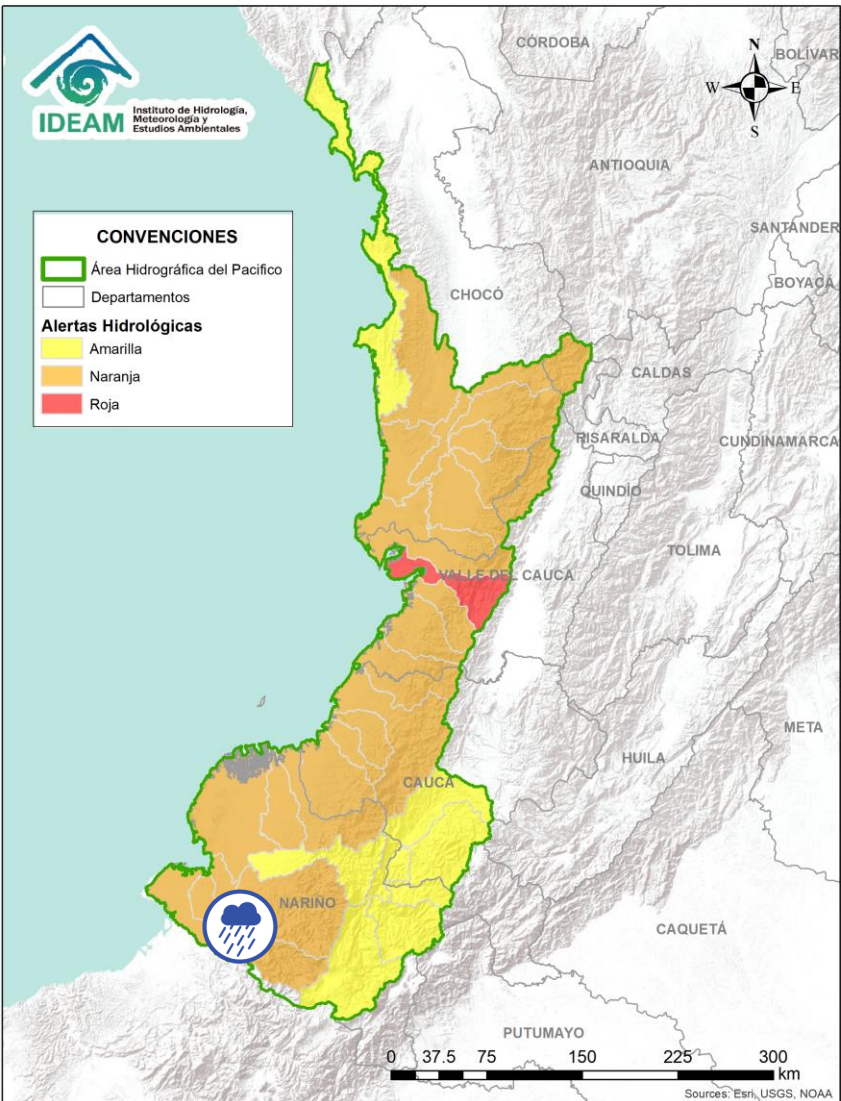 IDEAM
Instituto de Hidrología,
Meteorología y
Estudios Ambientales
N
W
E
S
CÓRDOBA
BOLÍVAR
ANTIOQUIA
SANTANDER
BOYACÁ
CHOCÓ
CONVENCIONES
Área Hidrográfica del Pacifico
Departamentos
Alertas Hidrológicas
Amarilla
Naranja
Roja
CALDAS
RISARALDA
CUNDINAMARCA
QUINDÍO
TOLIMA
VALLE DEL CAUCA
META
HUILA
CAUCA
NARIÑO
CAQUETÁ
PUTUMAYO
0 37.5 75 150 225 300
km
Sources: Esri, USGS, NOAA